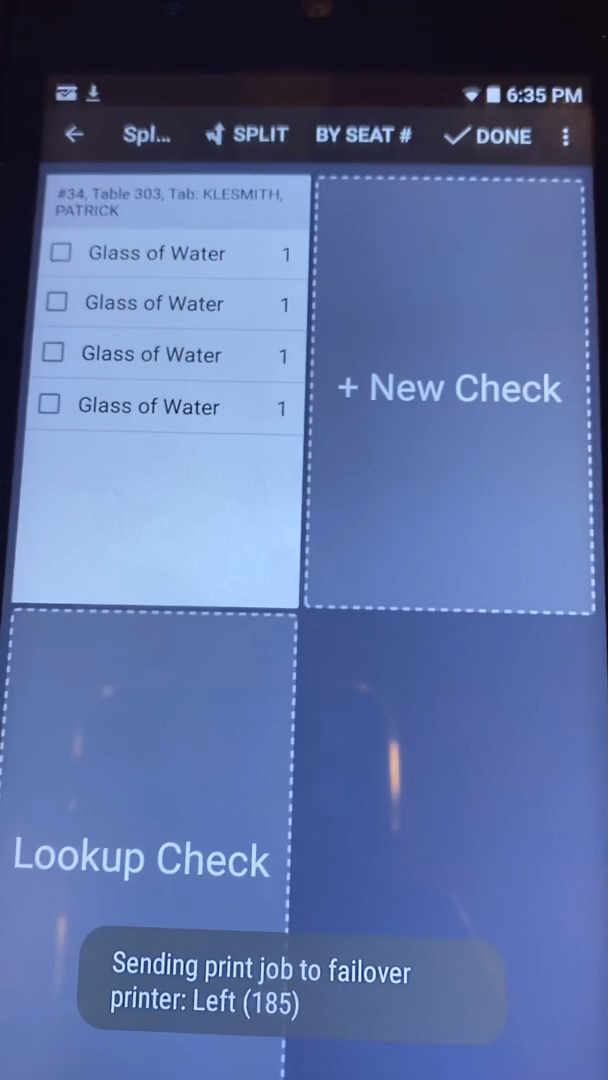 6:35 PM
Spl... SPLIT BY SEAT # DONE
#34, Table 303, Tab: KLESMITH,
PATRICK
Glass of Water 1
Glass of Water 1
Glass of Water 1
Glass of Water 1
+ New Check
Lookup Check
Sending print job to failover
printer: Left (185)